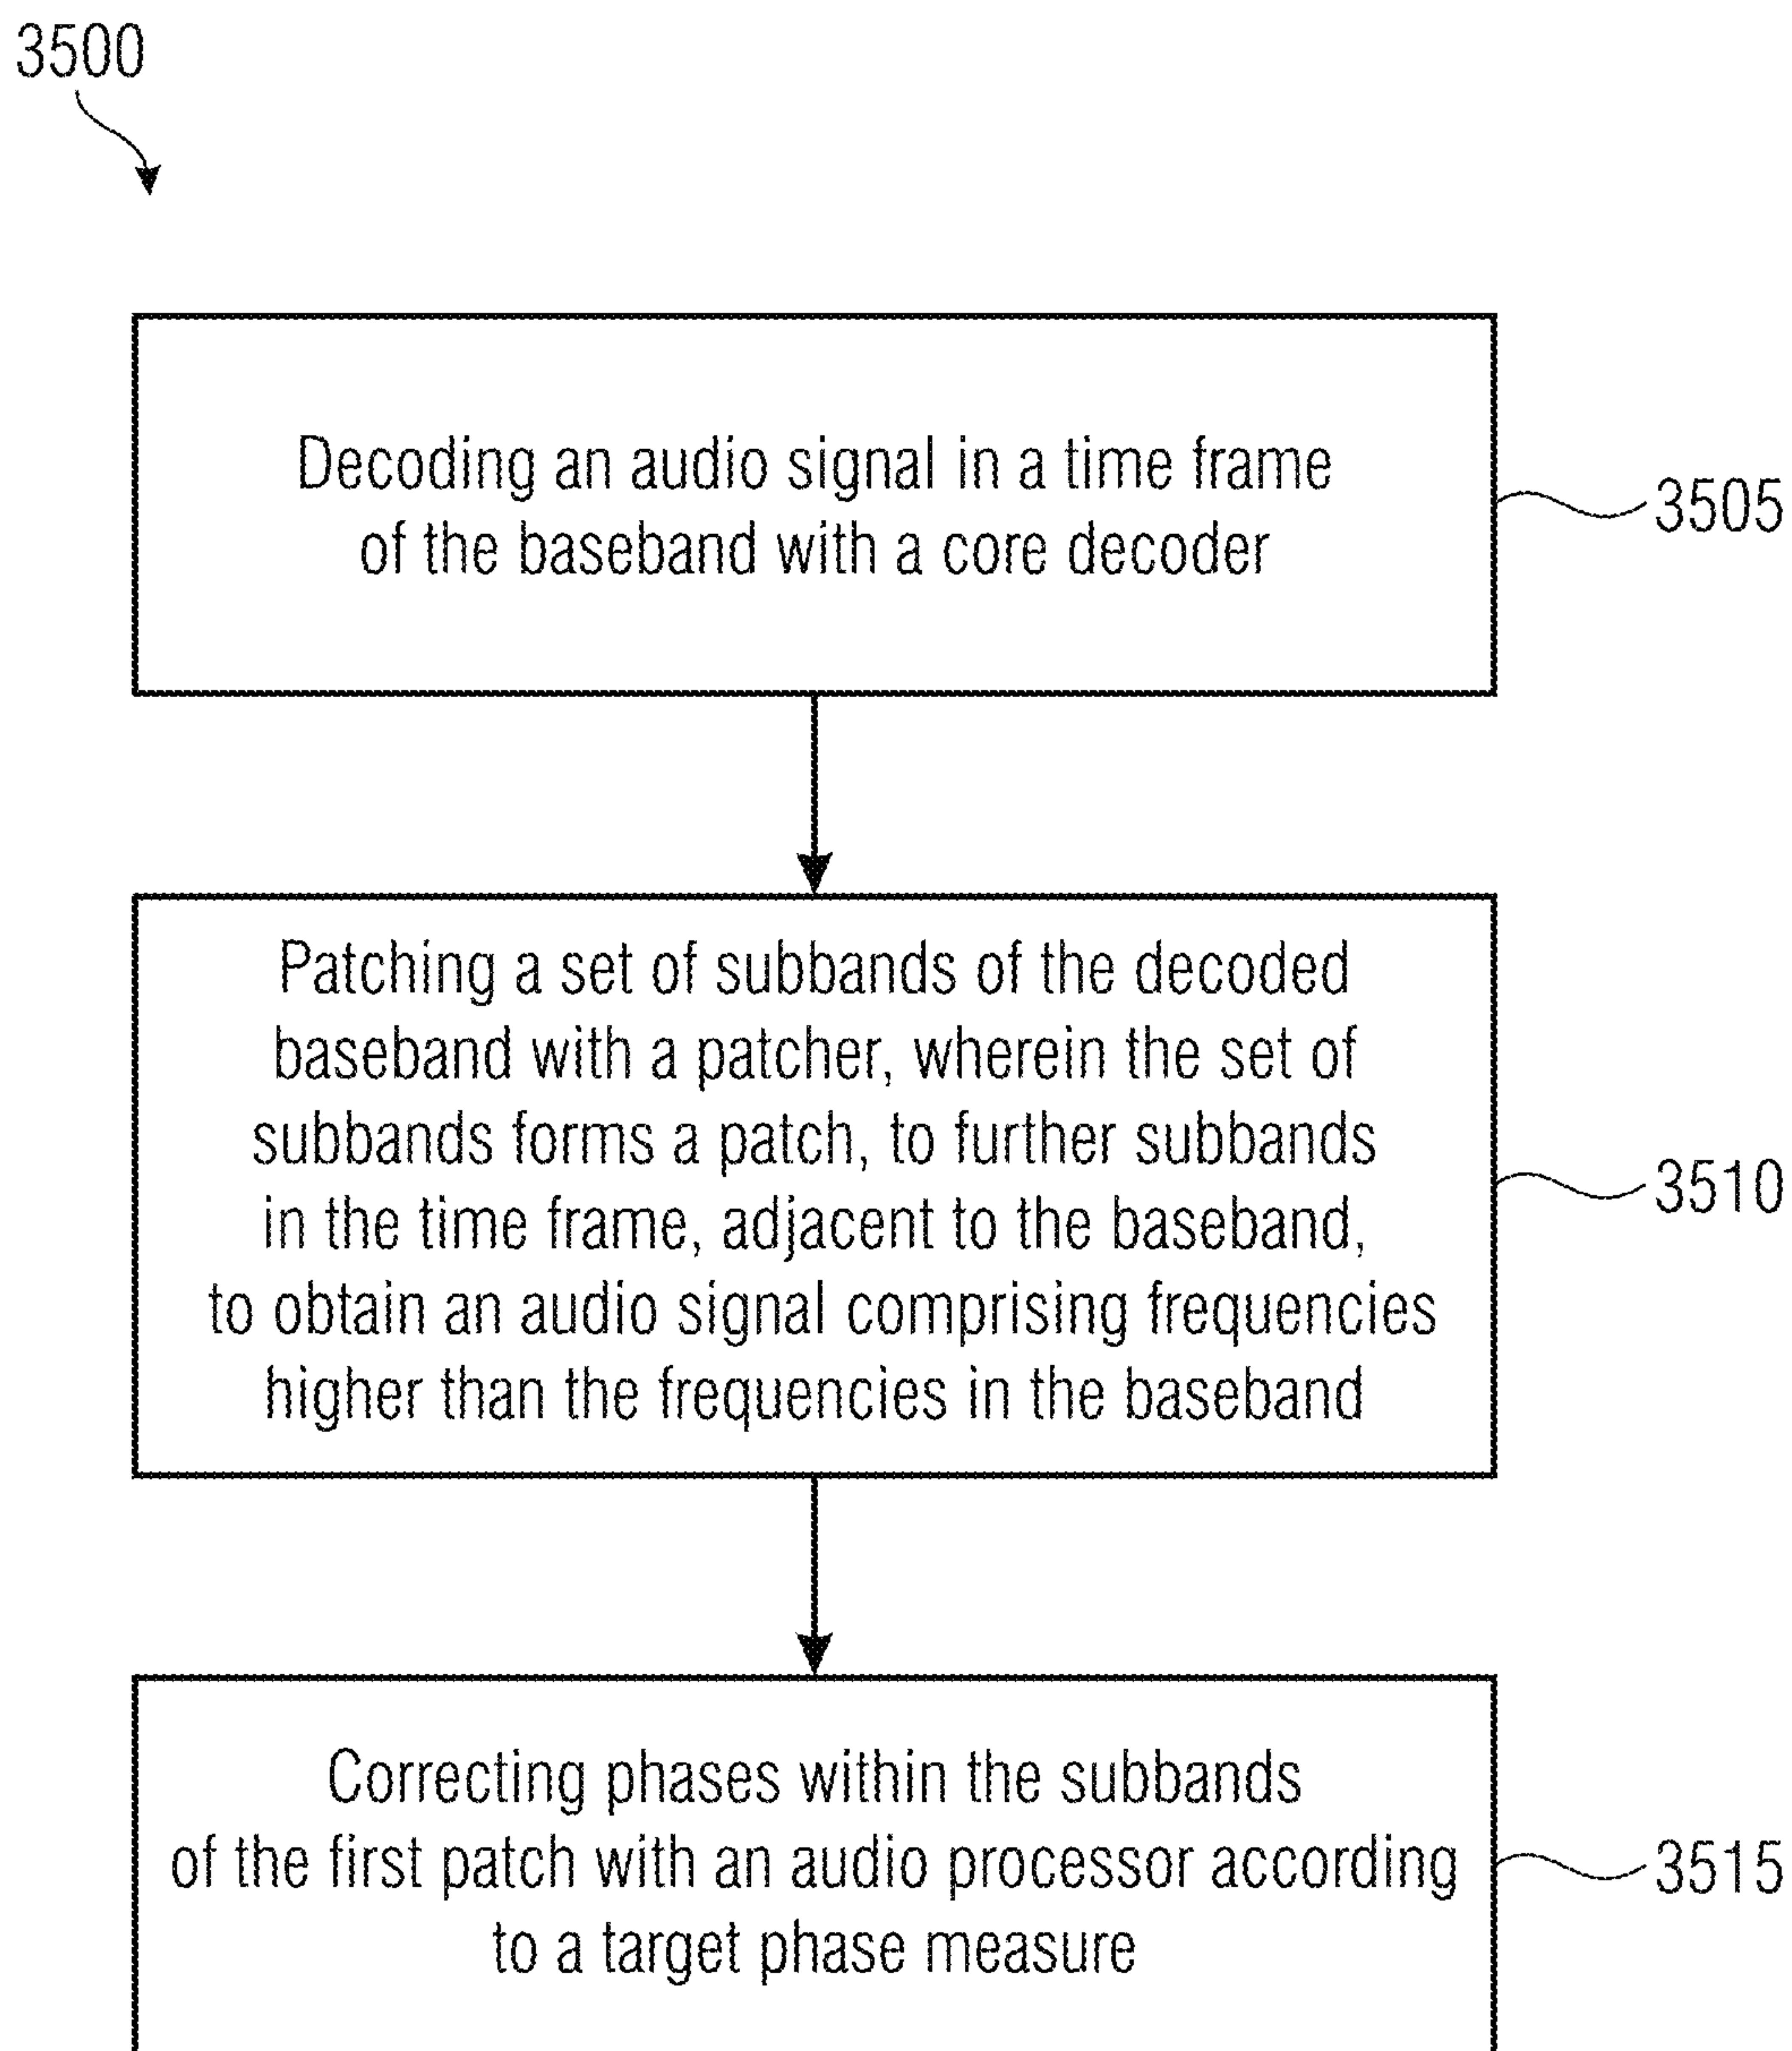 3500
Decoding an audio signal in a time frame
of the baseband with a core decoder
3505
Patching a set of subbands of the decoded
baseband with a patcher, wherein the set of
subbands forms a patch, to further subbands
in the time frame, adjacent to the baseband,
to obtain an audio signal comprising frequencies
higher than the frequencies in the baseband
3510
Correcting phases within the subbands
of the first patch with an audio processor according
to a target phase measure
3515